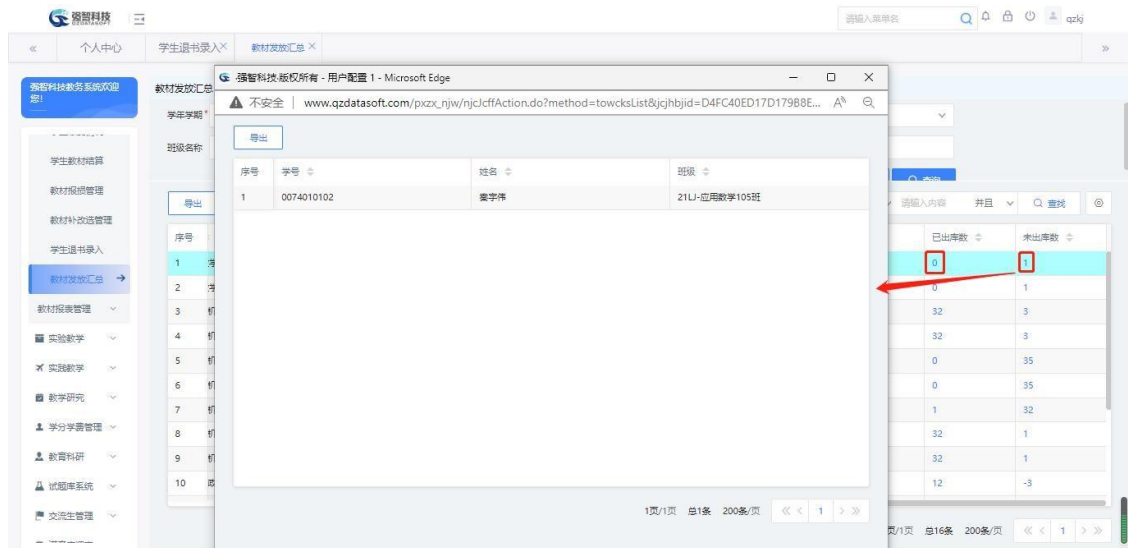 强智科技
QZDATASOFT
请输入菜单名
qzkj
个人中心
学生退书录入×
教材发放汇总 ×
强智科技教务系统欢迎您!
学生教材结算
教材报损管理
教材补改选管理
学生退书录入
教材发放汇总 →
教材报表管理
实验教学
实践教学
教学研究
学分学费管理
教育科研
试题库系统
交流生管理
教材发放汇总
学年学期*
班级名称
导出
请输入内容 并且 查找
序号 已出库数 未出库数
1 0 1
2 0 1
3 32 3
4 32 3
5 0 35
6 0 35
7 1 32
8 32 1
9 32 1
10 12 -3
页/1页 总16条 200条/页 1
·强智科技·版权所有 - 用户配置 1 - Microsoft Edge
不安全 | www.qzdatasoft.com/pxzx_njw/njcJcffAction.do?method=towcksList&jcjhbjid=D4FC40ED17D179B8E...
导出
序号 学号 姓名 班级
1 0074010102 秦字伟 21LJ-应用数学105班
1页/1页 总1条 200条/页 1